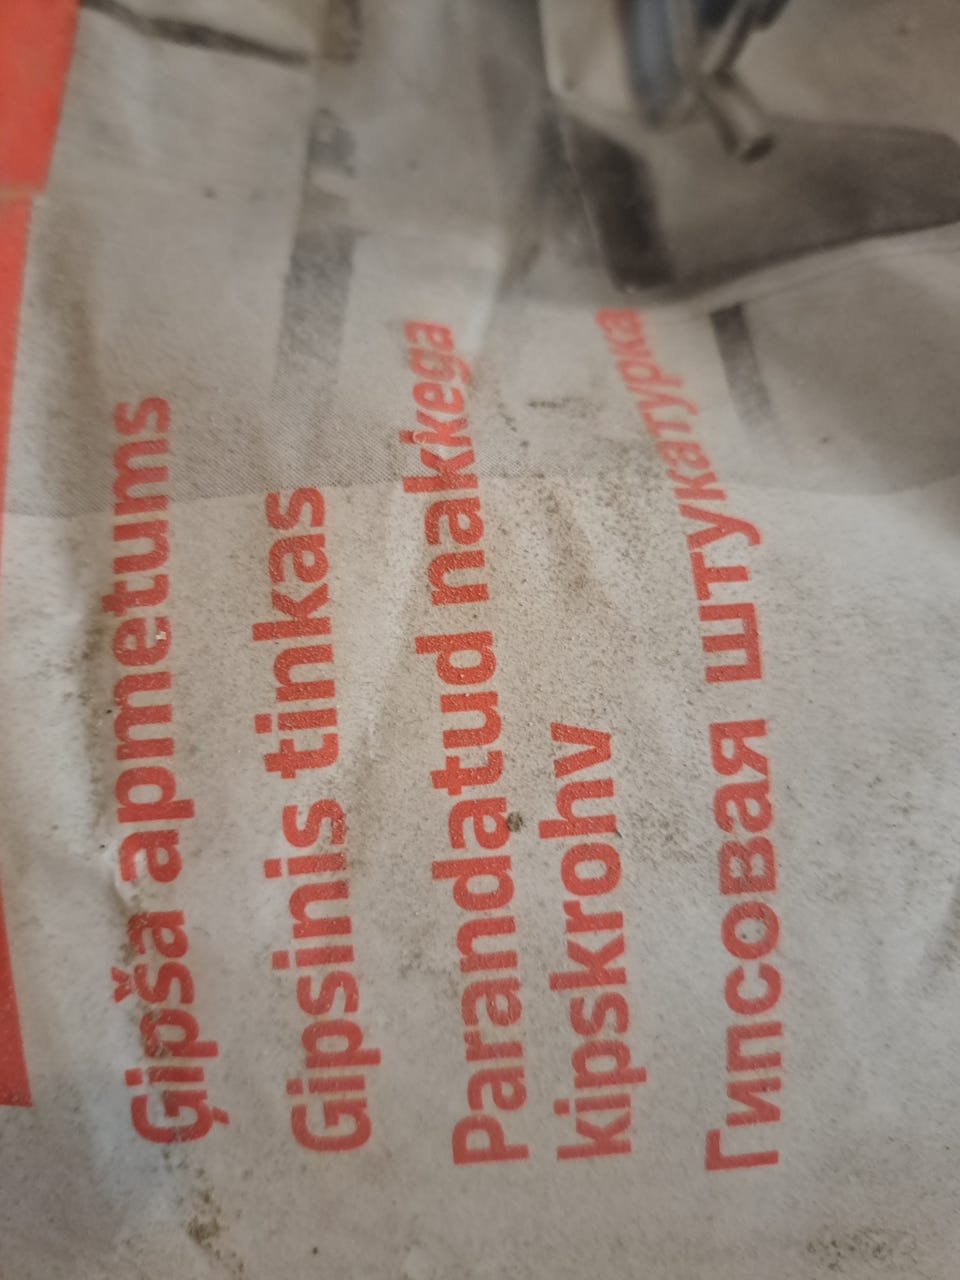 Ģipša apmetums
Gipsinis tinkas
Parandatud nakkega
kipskrohv
Гипсовая штукатурка